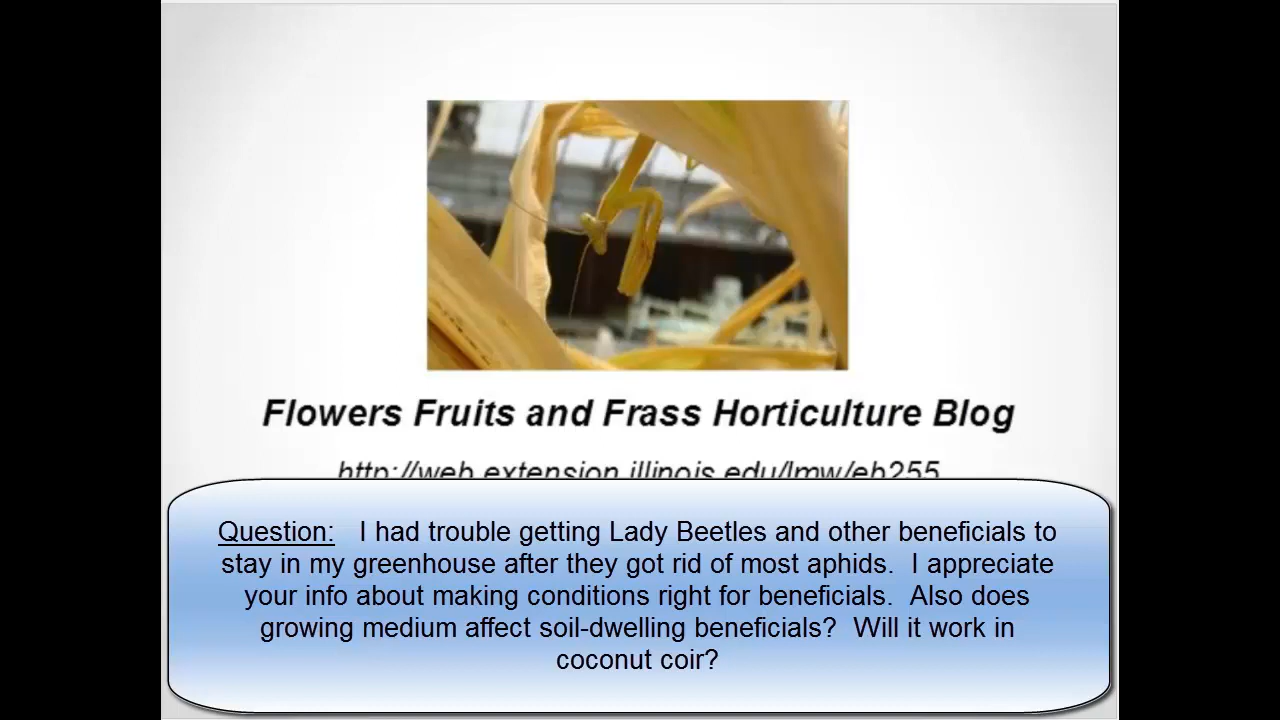 Flowers Fruits and Frass Horticulture Blog
http://web.extension.illinois.edu/lmw/eb255
Question: I had trouble getting Lady Beetles and other beneficials to
stay in my greenhouse after they got rid of most aphids. I appreciate
your info about making conditions right for beneficials. Also does
growing medium affect soil-dwelling beneficials? Will it work in
coconut coir?